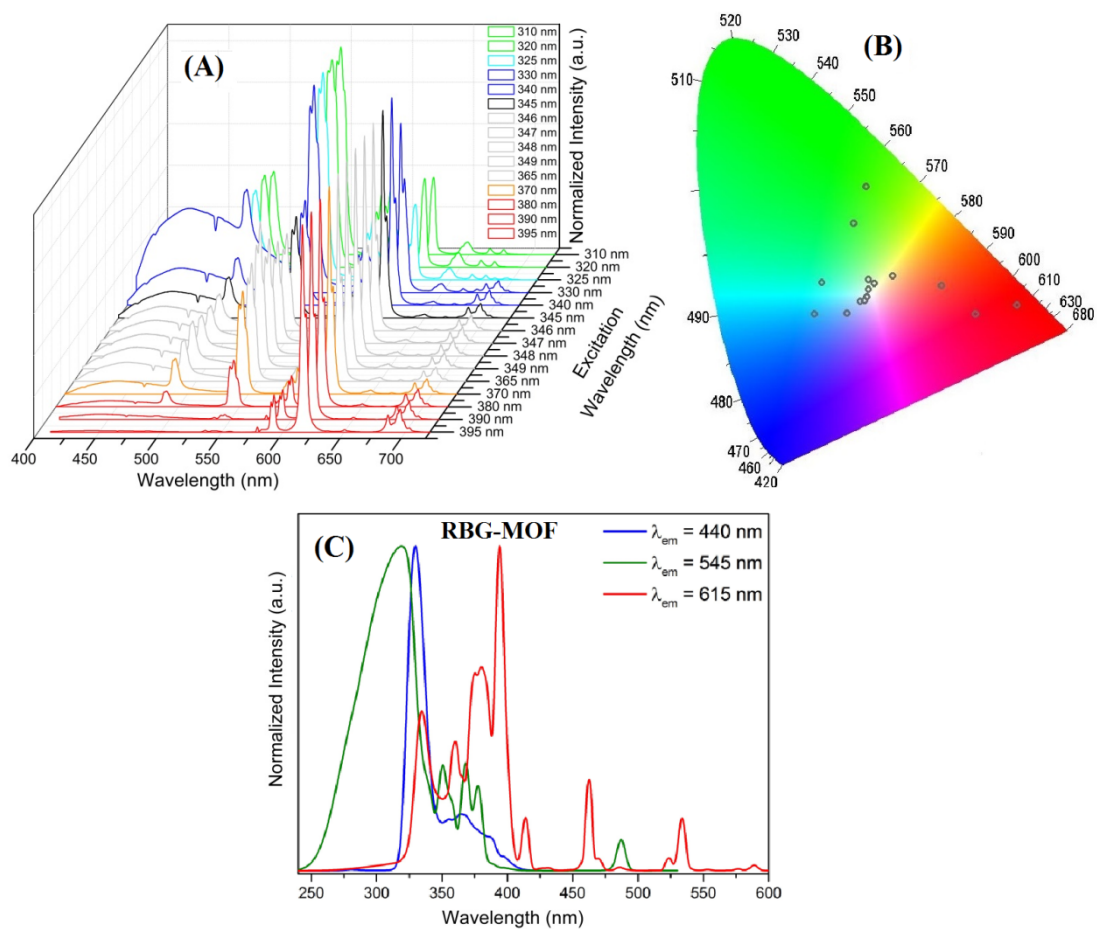 (A)
310 nm
320 nm
325 nm
330 nm
340 nm
345 nm
346 nm
347 nm
348 nm
349 nm
365 nm
370 nm
380 nm
390 nm
395 nm
Normalized Intensity (a.u.)
310 nm
320 nm
325 nm
330 nm
340 nm
345 nm
346 nm
347 nm
348 nm
349 nm
365 nm
370 nm
380 nm
390 nm
395 nm
Excitation
Wavelength (nm)
400 450 500 550 600 650 700
Wavelength (nm)
(B)
520
530
540
550
560
570
580
590
600
610
630
680
510
490
480
470
460
420
(C)
RBG-MOF
λem = 440 nm
λem = 545 nm
λem = 615 nm
Normalized Intensity (a.u.)
250 300 350 400 450 500 550 600
Wavelength (nm)